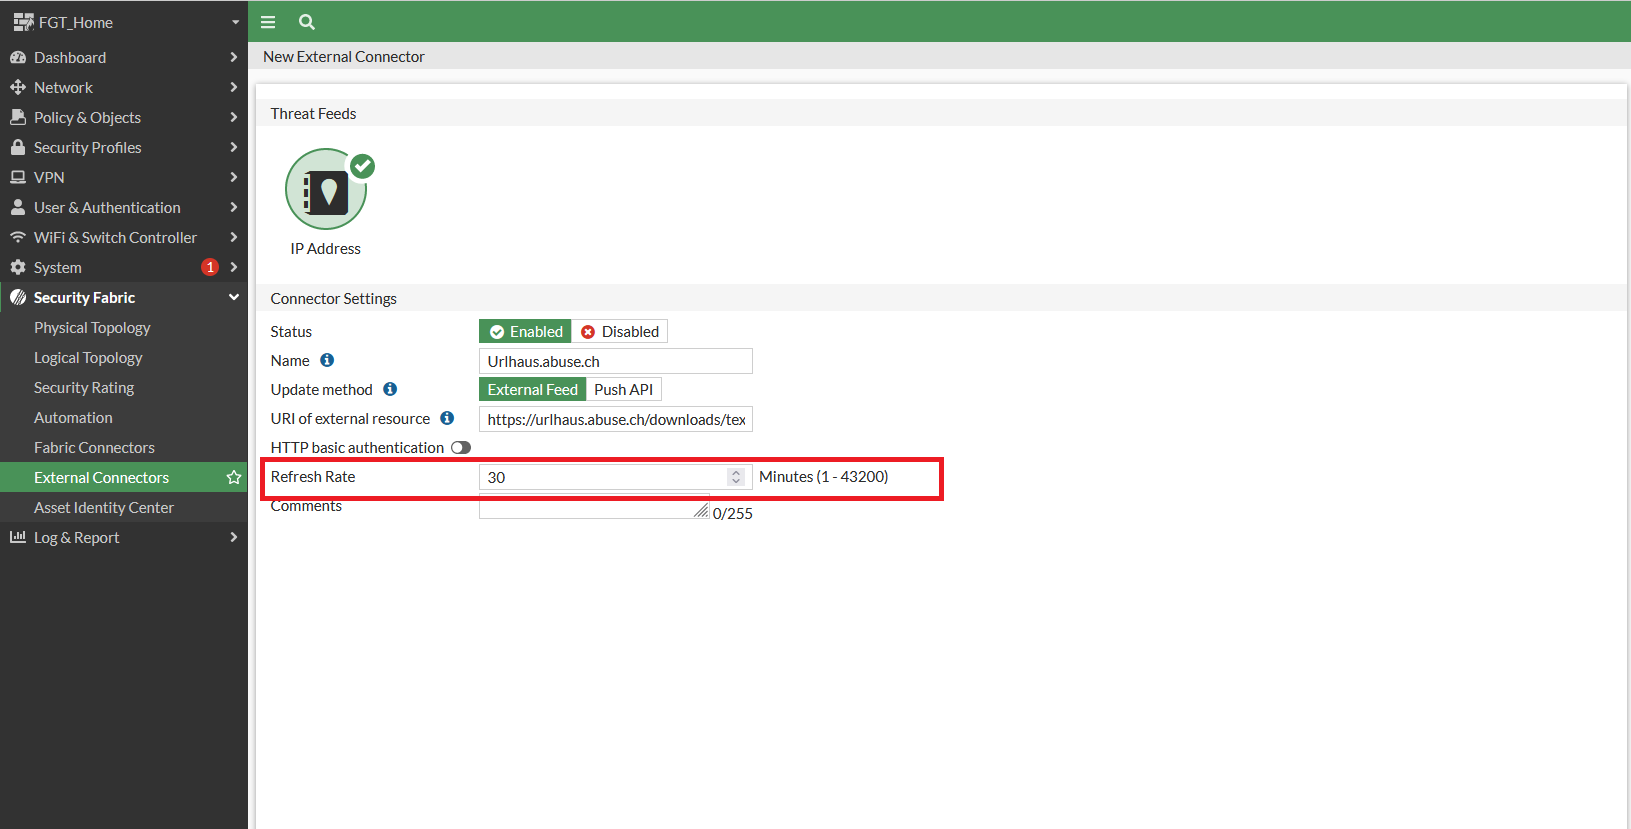 FGT_Home
Dashboard
Network
Policy & Objects
Security Profiles
VPN
User & Authentication
WiFi & Switch Controller
System 1
Security Fabric
Physical Topology
Logical Topology
Security Rating
Automation
Fabric Connectors
External Connectors
Asset Identity Center
Log & Report
New External Connector
Threat Feeds
IP Address
Connector Settings
Status Enabled Disabled
Name Urlhaus.abuse.ch
Update method External Feed Push API
URI of external resource https://urlhaus.abuse.ch/downloads/tex
HTTP basic authentication
Refresh Rate 30 Minutes (1 - 43200)
Comments 0/255